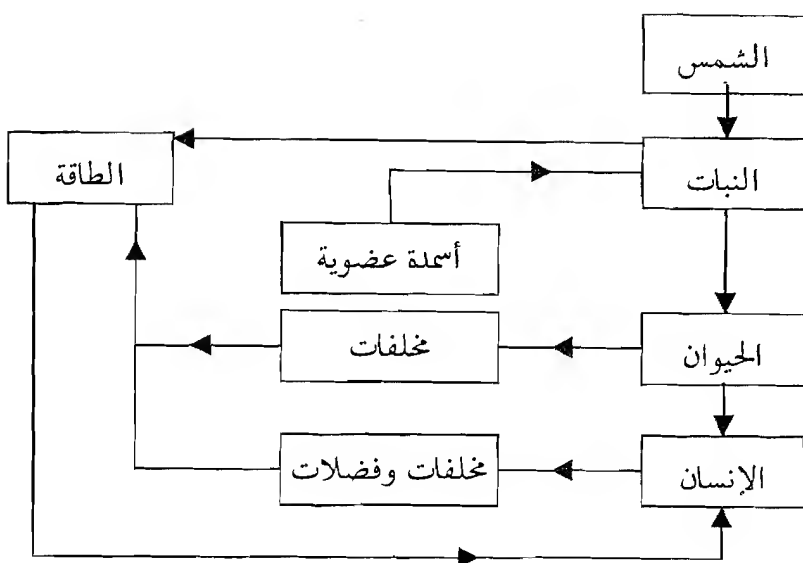 الشمس
النبات
الطاقة
أسمدة عضوية
الحيوان
مخلفات
الإنسان
مخلفات وفضلات